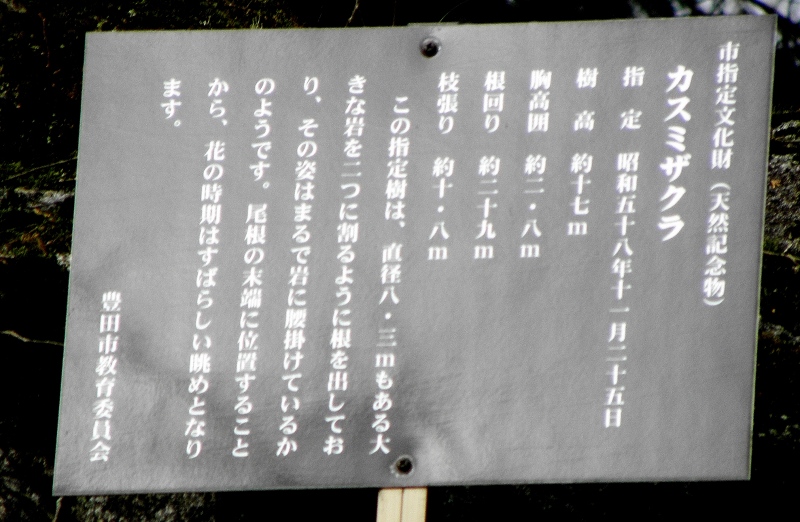 市指定文化財（天然記念物）
カスミザクラ
指　定　昭和五十八年十一月二十五日
樹　高　約十七m
胸高囲　約二・八m
根回り　約二十九m
枝張り　約十・八m
この指定樹は、直径八・三mもある大
きな岩を二つに割るように根を出してお
り、その姿はまるで岩に腰掛けているか
のようです。尾根の末端に位置すること
から、花の時期はすばらしい眺めとなり
ます。
豊田市教育委員会